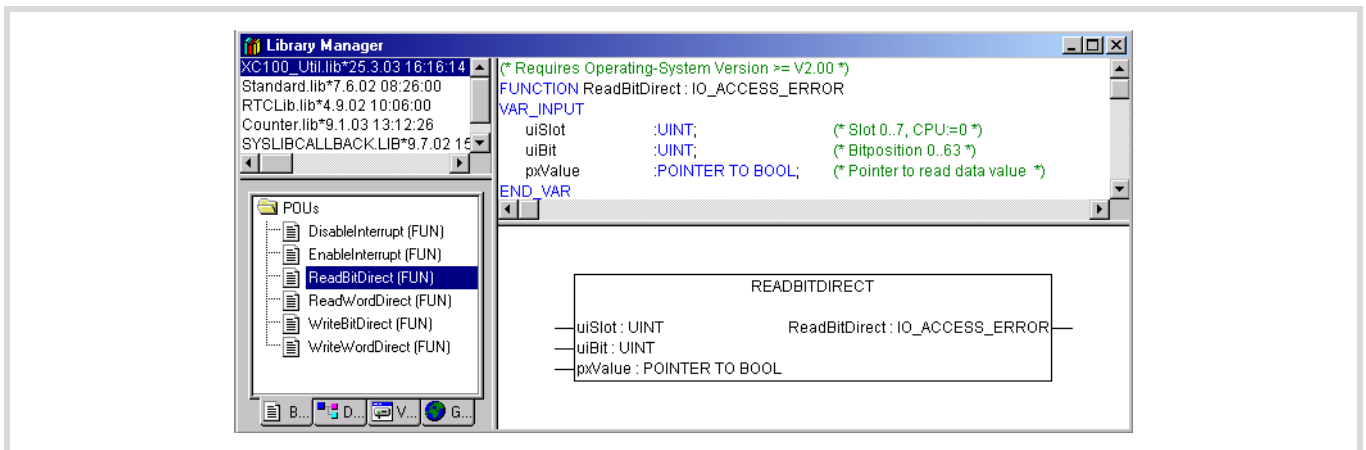 Library Manager
XC100_Util.lib*25.3.03 16:16:14
Standard.lib*7.6.02 08:26:00
RTCLib.lib*4.9.02 10:06:00
Counter.lib*9.1.03 13:12:26
SYSLIBCALLBACK.LIB*9.7.02 15
POUs
DisableInterrupt (FUN)
EnableInterrupt (FUN)
ReadBitDirect (FUN)
ReadWordDirect (FUN)
WriteBitDirect (FUN)
WriteWordDirect (FUN)
B... D... V... G...
(* Requires Operating-System Version >= V2.00 *)
FUNCTION ReadBitDirect : IO_ACCESS_ERROR
VAR_INPUT
uiSlot :UINT; (* Slot 0..7, CPU:=0 *)
uiBit :UINT; (* Bitposition 0..63 *)
pxValue :POINTER TO BOOL; (* Pointer to read data value *)
END_VAR
READBITDIRECT
uiSlot : UINT ReadBitDirect : IO_ACCESS_ERROR
uiBit : UINT
pxValue : POINTER TO BOOL